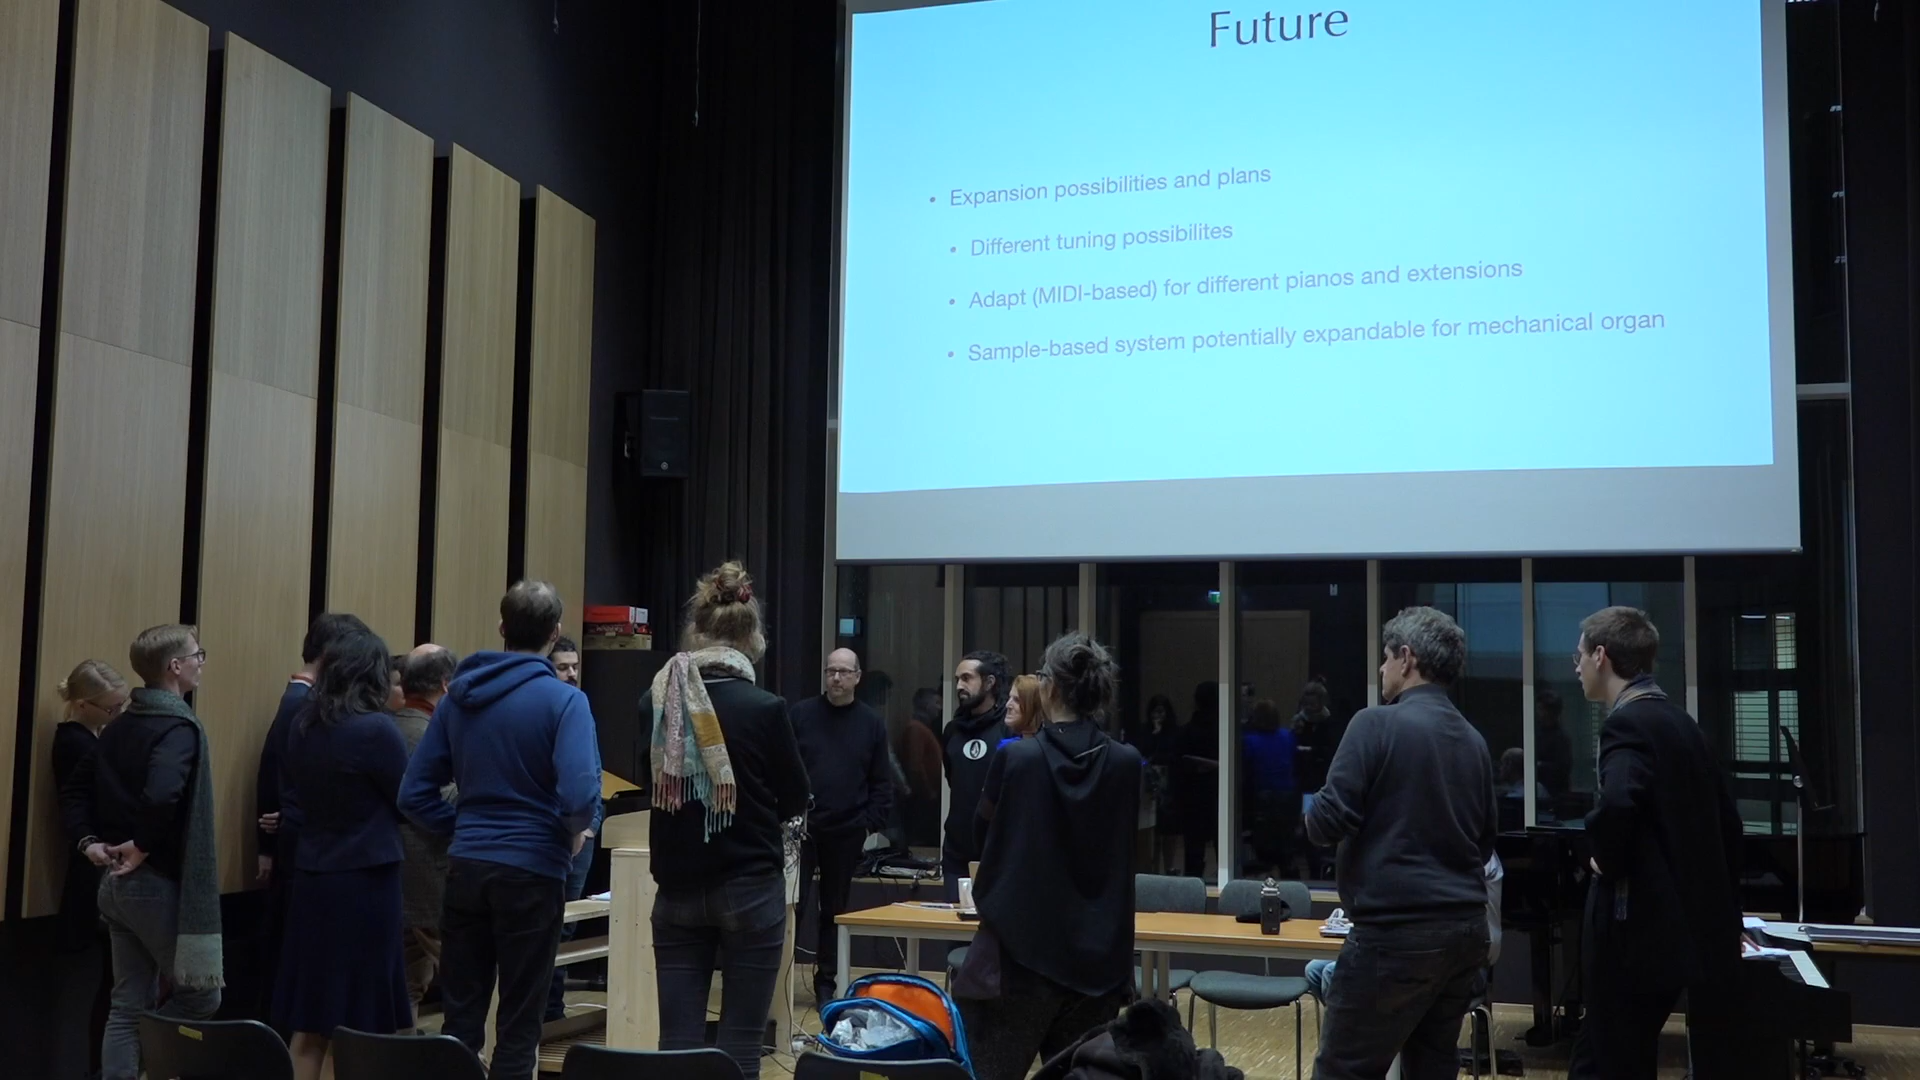 Future
• Expansion possibilities and plans
• Different tuning possibilites
• Adapt (MIDI-based) for different pianos and extensions
• Sample-based system potentially expandable for mechanical organ